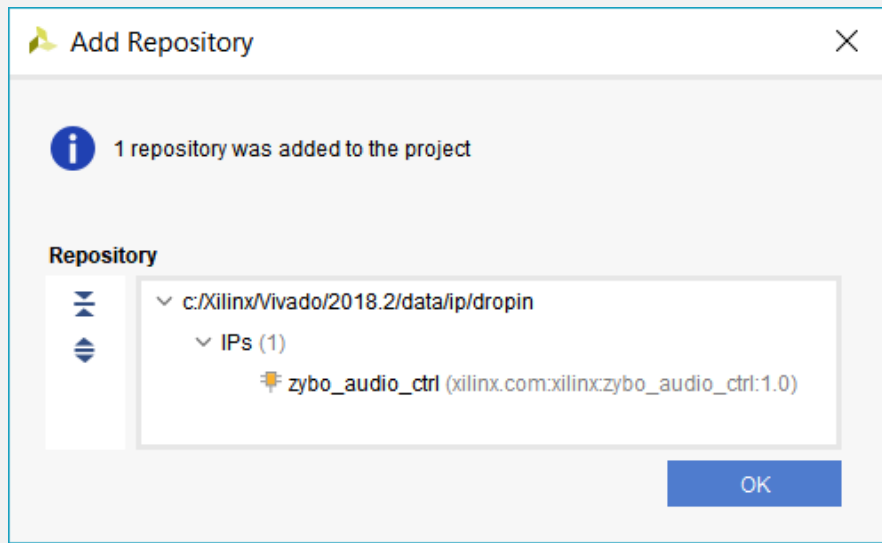 Add Repository
1 repository was added to the project
Repository
c:/Xilinx/Vivado/2018.2/data/ip/dropin
IPs (1)
zybo_audio_ctrl (xilinx.com:xilinx:zybo_audio_ctrl:1.0)
OK